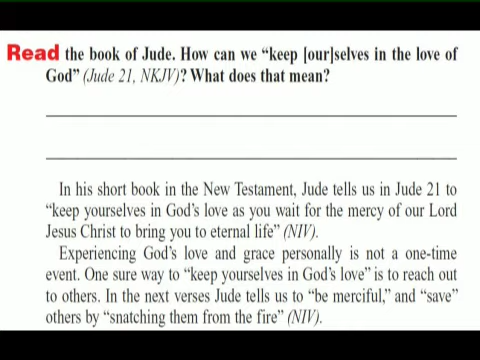 Read the book of Jude. How can we “keep [our]selves in the love of
God” (Jude 21, NKJV)? What does that mean?
In his short book in the New Testament, Jude tells us in Jude 21 to
“keep yourselves in God’s love as you wait for the mercy of our Lord
Jesus Christ to bring you to eternal life” (NIV).
Experiencing God’s love and grace personally is not a one-time
event. One sure way to “keep yourselves in God’s love” is to reach out
to others. In the next verses Jude tells us to “be merciful,” and “save”
others by “snatching them from the fire” (NIV).